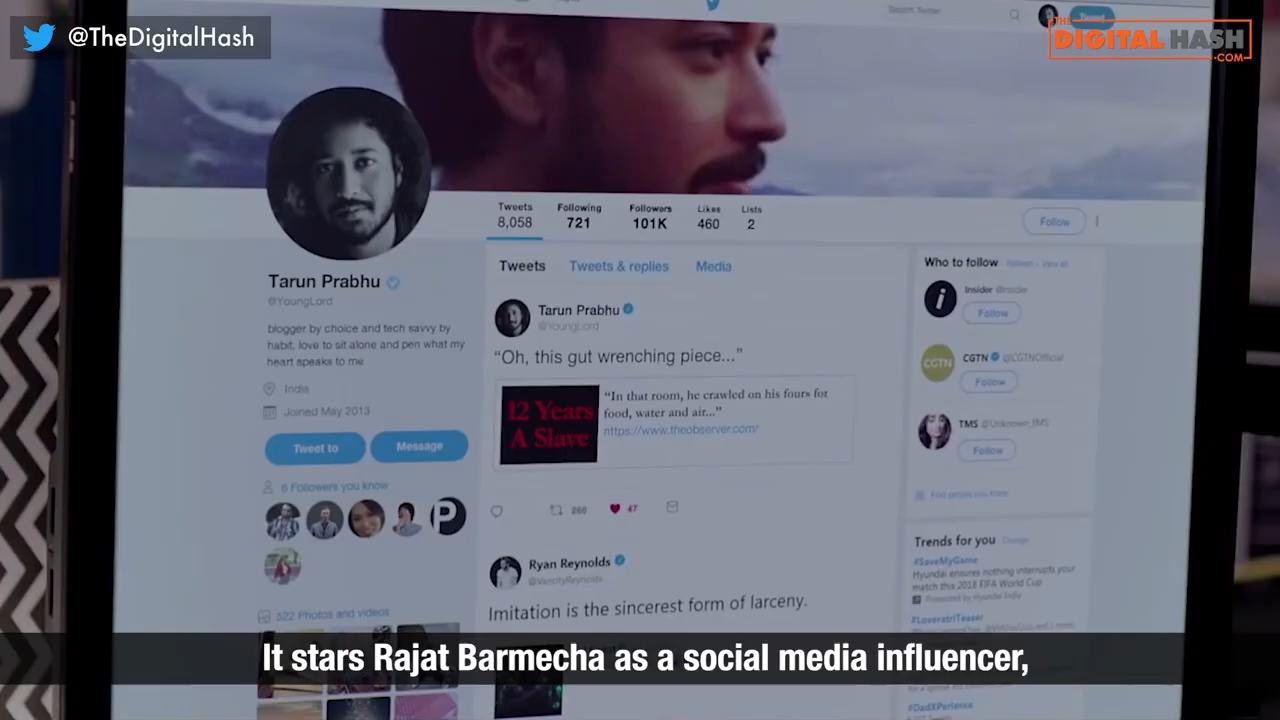 @TheDigitalHash
THE
DIGITAL HASH
.COM
Tweet
Tweets Following Followers Likes Lists
8,058 721 101K 460 2
Follow
Tarun Prabhu
@YoungLord
blogger by choice and tech savvy by
habit, love to sit alone and pen what my
heart speaks to me
India
Joined May 2013
Tweet to Message
6 Followers you know
P
522 Photos and videos
Tweets Tweets & replies Media
Tarun Prabhu
@YoungLord
“Oh, this gut wrenching piece...”
12 Years
A Slave
“In that room, he crawled on his fours for
food, water and air...”
https://www.theobserver.com/
266 47
Ryan Reynolds
@VancityReynolds
Imitation is the sincerest form of larceny.
Who to follow
i
Insider @insider
Follow
CGTN
CGTN @CGTNOfficial
Follow
TMS
Follow
Trends for you Change
#SaveMyGame
Hyundai ensures nothing interrupts your
match this 2018 FIFA World Cup
Promoted by Hyundai India
#LoveratriTeaser
#DadXPerience
It stars Rajat Barmecha as a social media influencer,